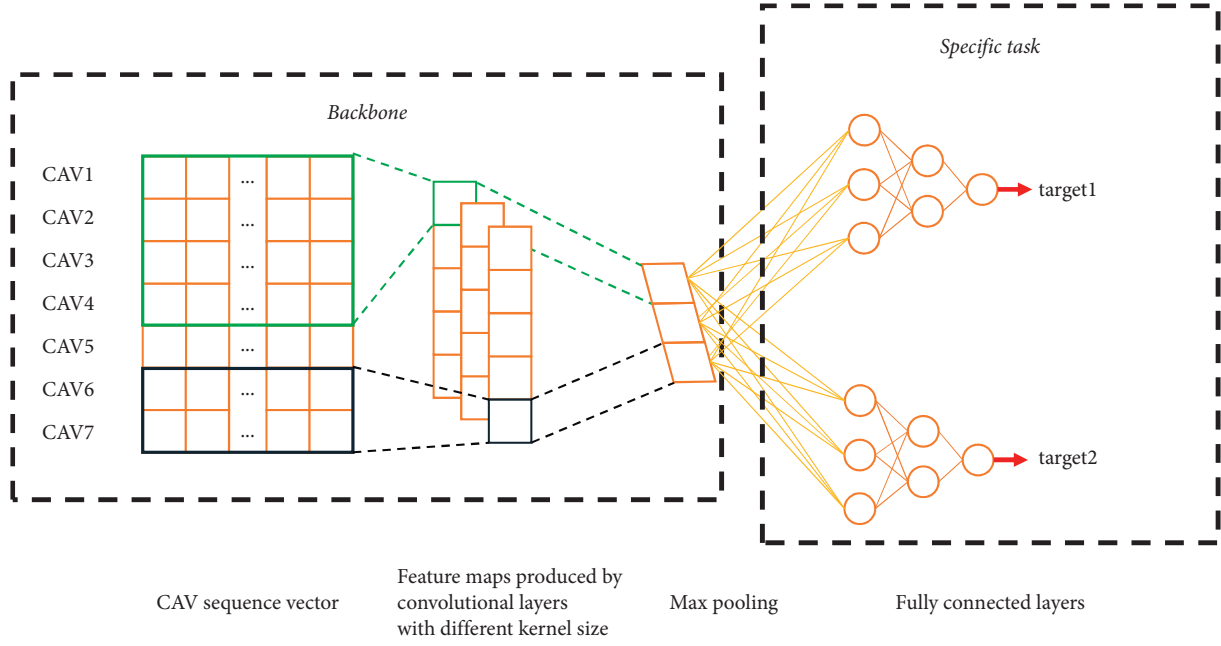 Specific task
Backbone
CAV1
...
CAV2
...
CAV3
...
CAV4
...
CAV5
...
CAV6
...
CAV7
...
target1
target2
CAV sequence vector
Feature maps produced by
convolutional layers
with different kernel size
Max pooling
Fully connected layers